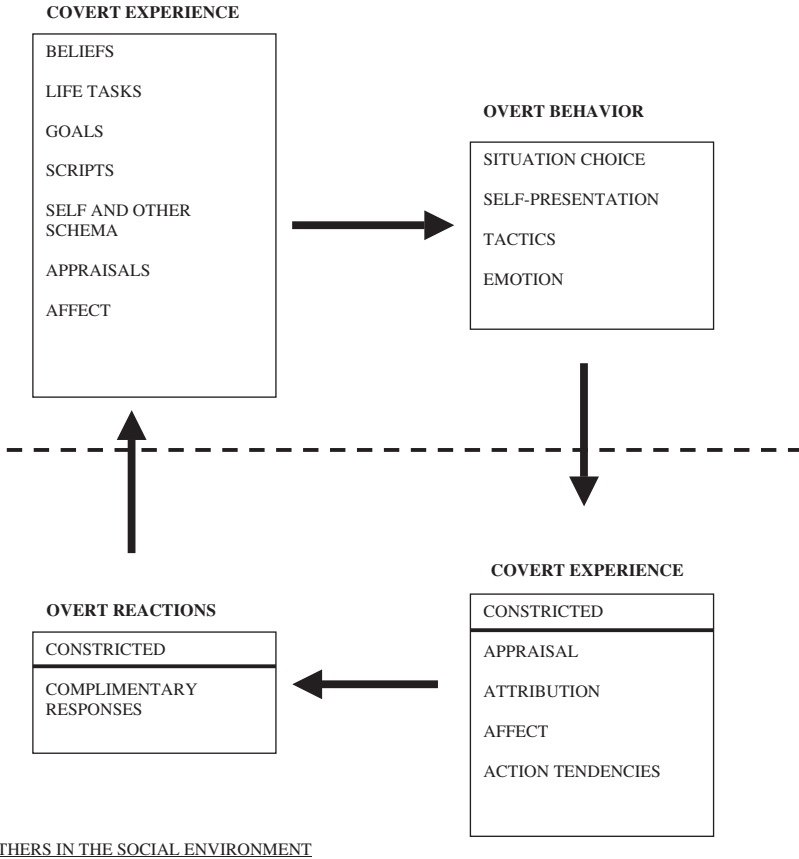 COVERT EXPERIENCE
BELIEFS
LIFE TASKS
GOALS
SCRIPTS
SELF AND OTHER
SCHEMA
APPRAISALS
AFFECT
OVERT BEHAVIOR
SITUATION CHOICE
SELF-PRESENTATION
TACTICS
EMOTION
COVERT EXPERIENCE
CONSTRICTED
APPRAISAL
ATTRIBUTION
AFFECT
ACTION TENDENCIES
OVERT REACTIONS
CONSTRICTED
COMPLIMENTARY
RESPONSES
THERS IN THE SOCIAL ENVIRONMENT